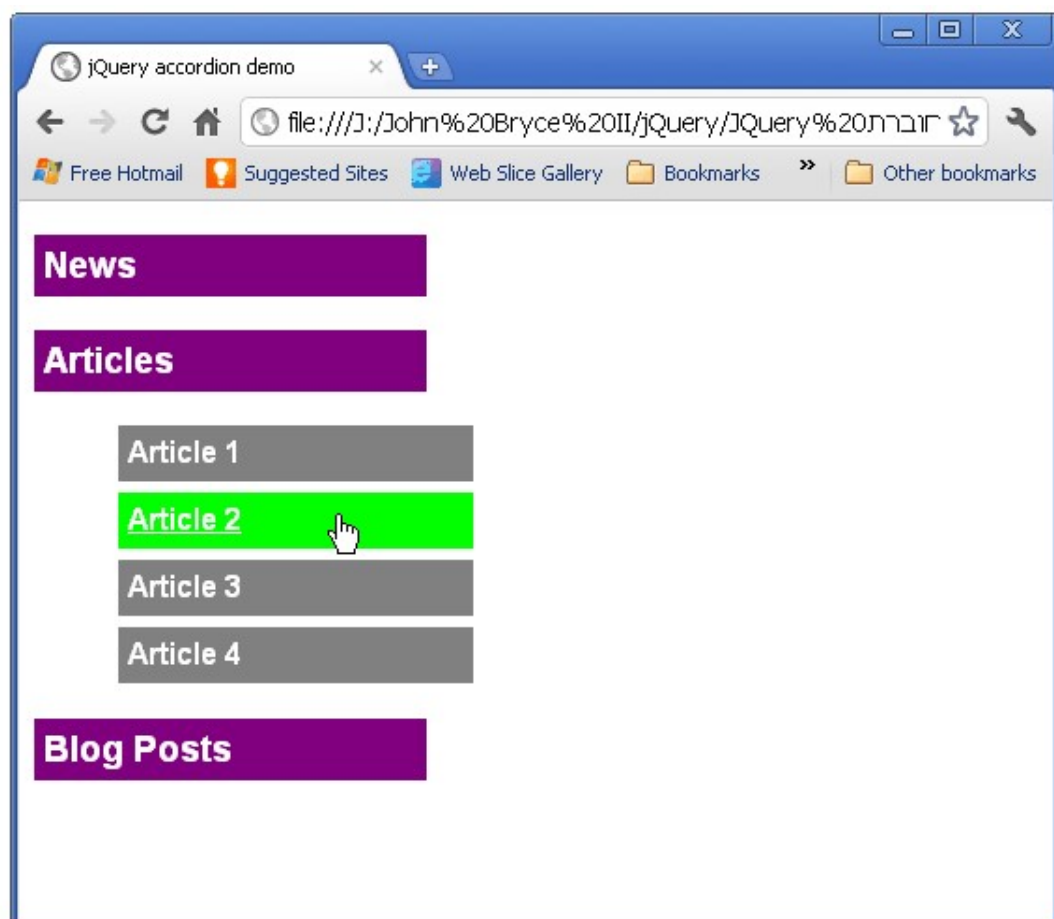 jQuery accordion demo
file:///J:/John%20Bryce%20II/jQuery/JQuery%20חוברת
Free Hotmail Suggested Sites Web Slice Gallery Bookmarks » Other bookmarks
News
Articles
Article 1
Article 2
Article 3
Article 4
Blog Posts